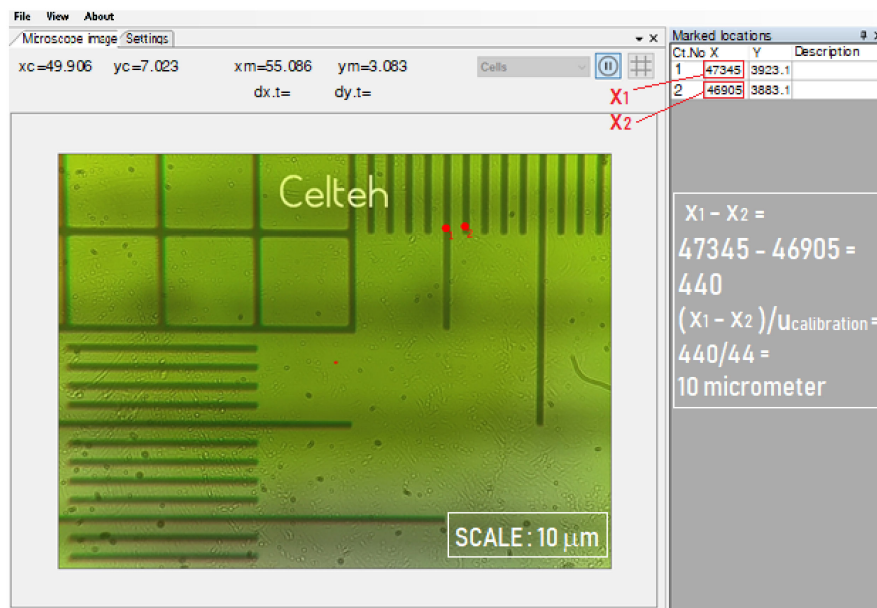 File View About
Microscope image Settings
xc=49.906 yc=7.023 xm=55.086 ym=3.083
dx.t= dy.t=
Cells
Marked locations
Ct.No X Y Description
1 47345 3923.1
2 46905 3883.1
X1
X2
Celteh
1 2
X1 - X2 =
47345 - 46905 =
440
(X1 - X2)/ucalibration=
440/44 =
10 micrometer
SCALE: 10 µm